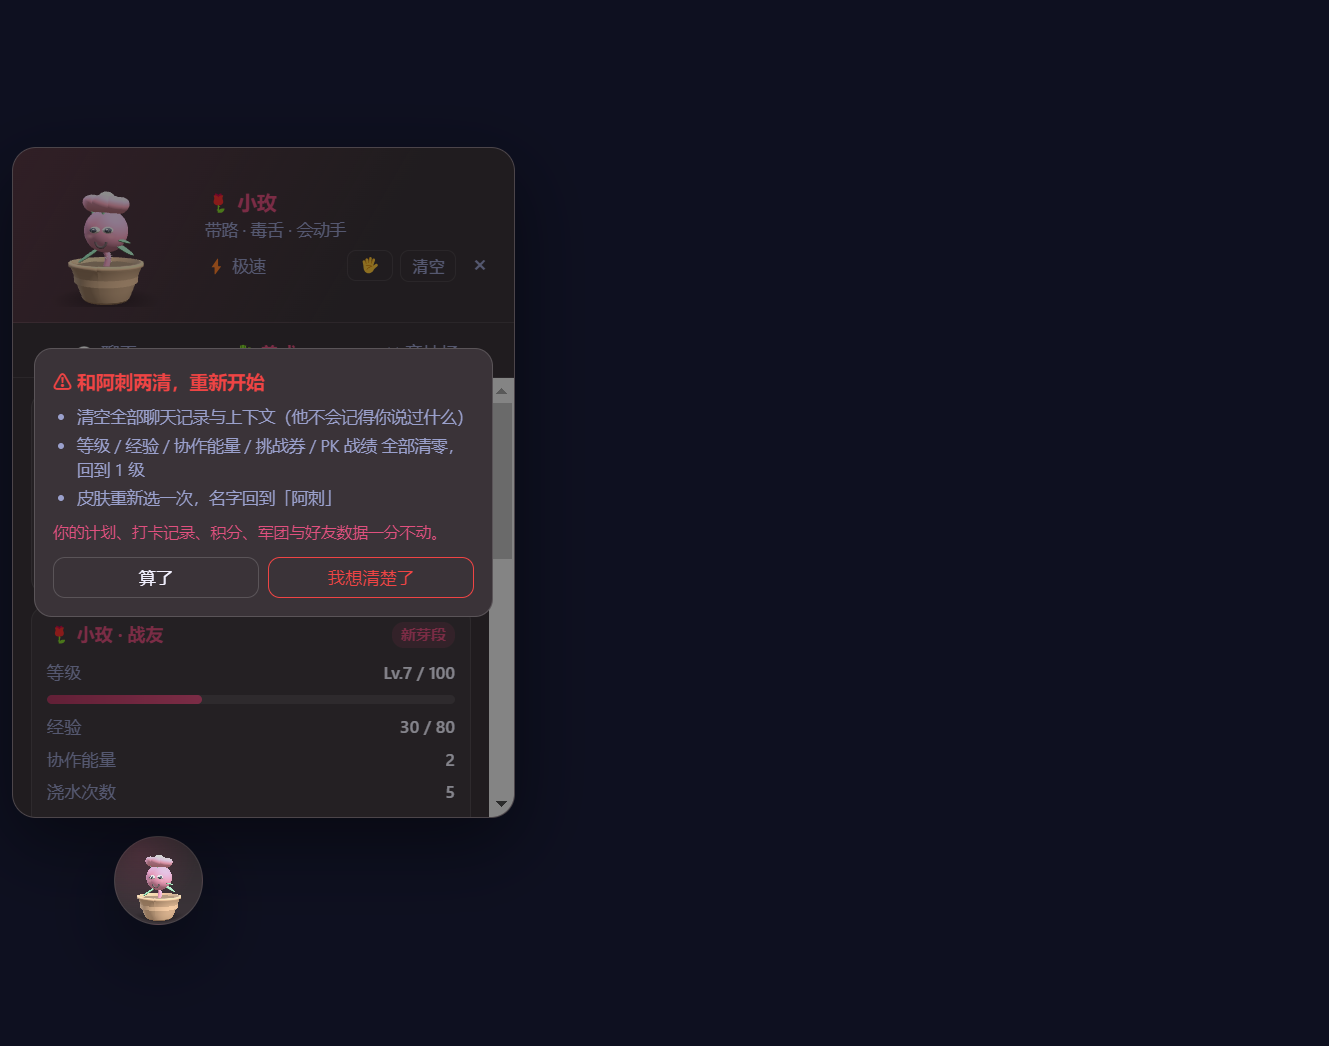 小玫
带路 · 毒舌 · 会动手
极速
清空
×
和阿刺两清，重新开始
清空全部聊天记录与上下文（他不会记得你说过什么）
等级 / 经验 / 协作能量 / 挑战券 / PK 战绩 全部清零，
回到 1 级
皮肤重新选一次，名字回到「阿刺」
你的计划、打卡记录、积分、军团与好友数据一分不动。
算了
我想清楚了
小玫 · 战友
新芽段
等级
Lv.7 / 100
经验
30 / 80
协作能量
2
浇水次数
5